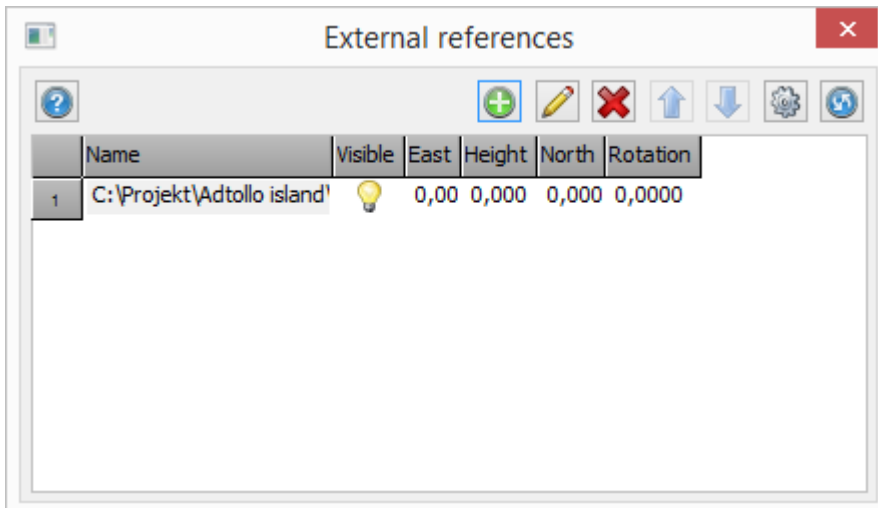 External references
Name Visible East Height North Rotation
1 C:\Projekt\Adtollo island\ 0,00 0,000 0,000 0,0000